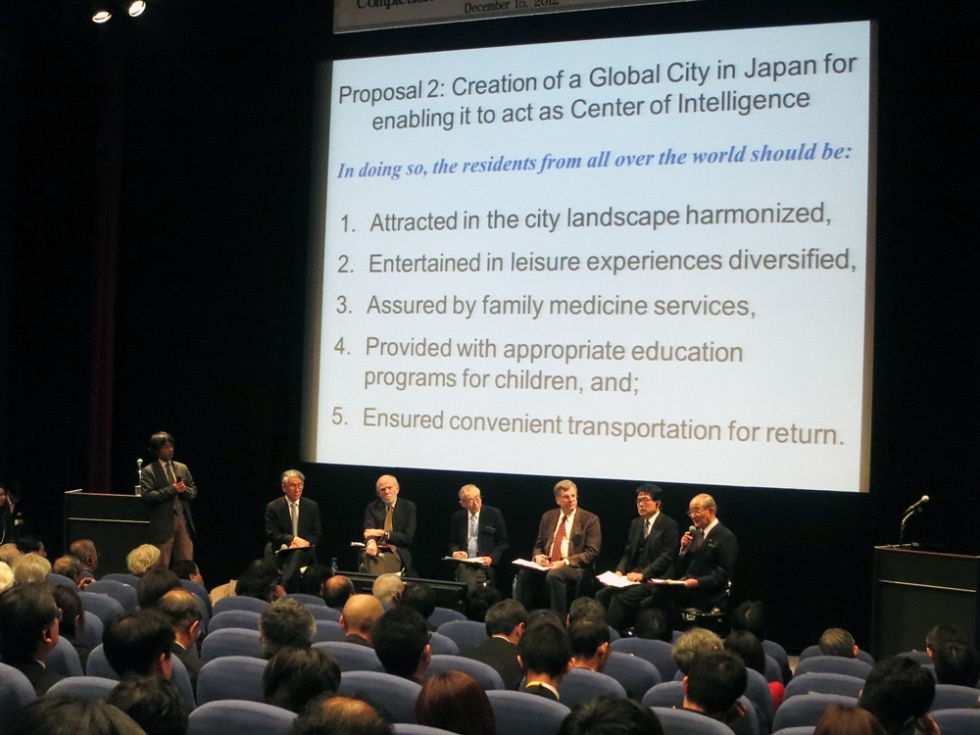 Completion
December 15, 2012
Proposal 2: Creation of a Global City in Japan for
enabling it to act as Center of Intelligence
In doing so, the residents from all over the world should be:
1. Attracted in the city landscape harmonized,
2. Entertained in leisure experiences diversified,
3. Assured by family medicine services,
4. Provided with appropriate education
programs for children, and;
5. Ensured convenient transportation for return.